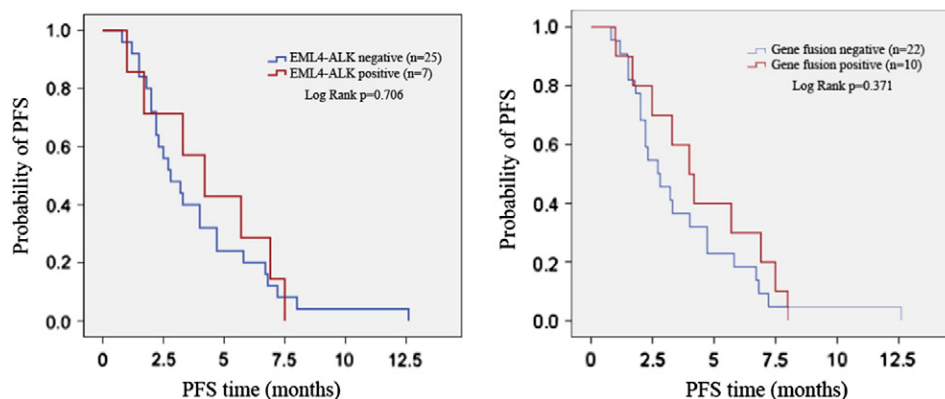 EML4-ALK negative (n=25)
EML4-ALK positive (n=7)
Log Rank p=0.706
Probability of PFS
1.0
0.8
0.6
0.4
0.2
0.0
0 2.5 5 7.5 10 12.5
PFS time (months)
Gene fusion negative (n=22)
Gene fusion positive (n=10)
Log Rank p=0.371
Probability of PFS
1.0
0.8
0.6
0.4
0.2
0.0
0 2.5 5 7.5 10 12.5
PFS time (months)